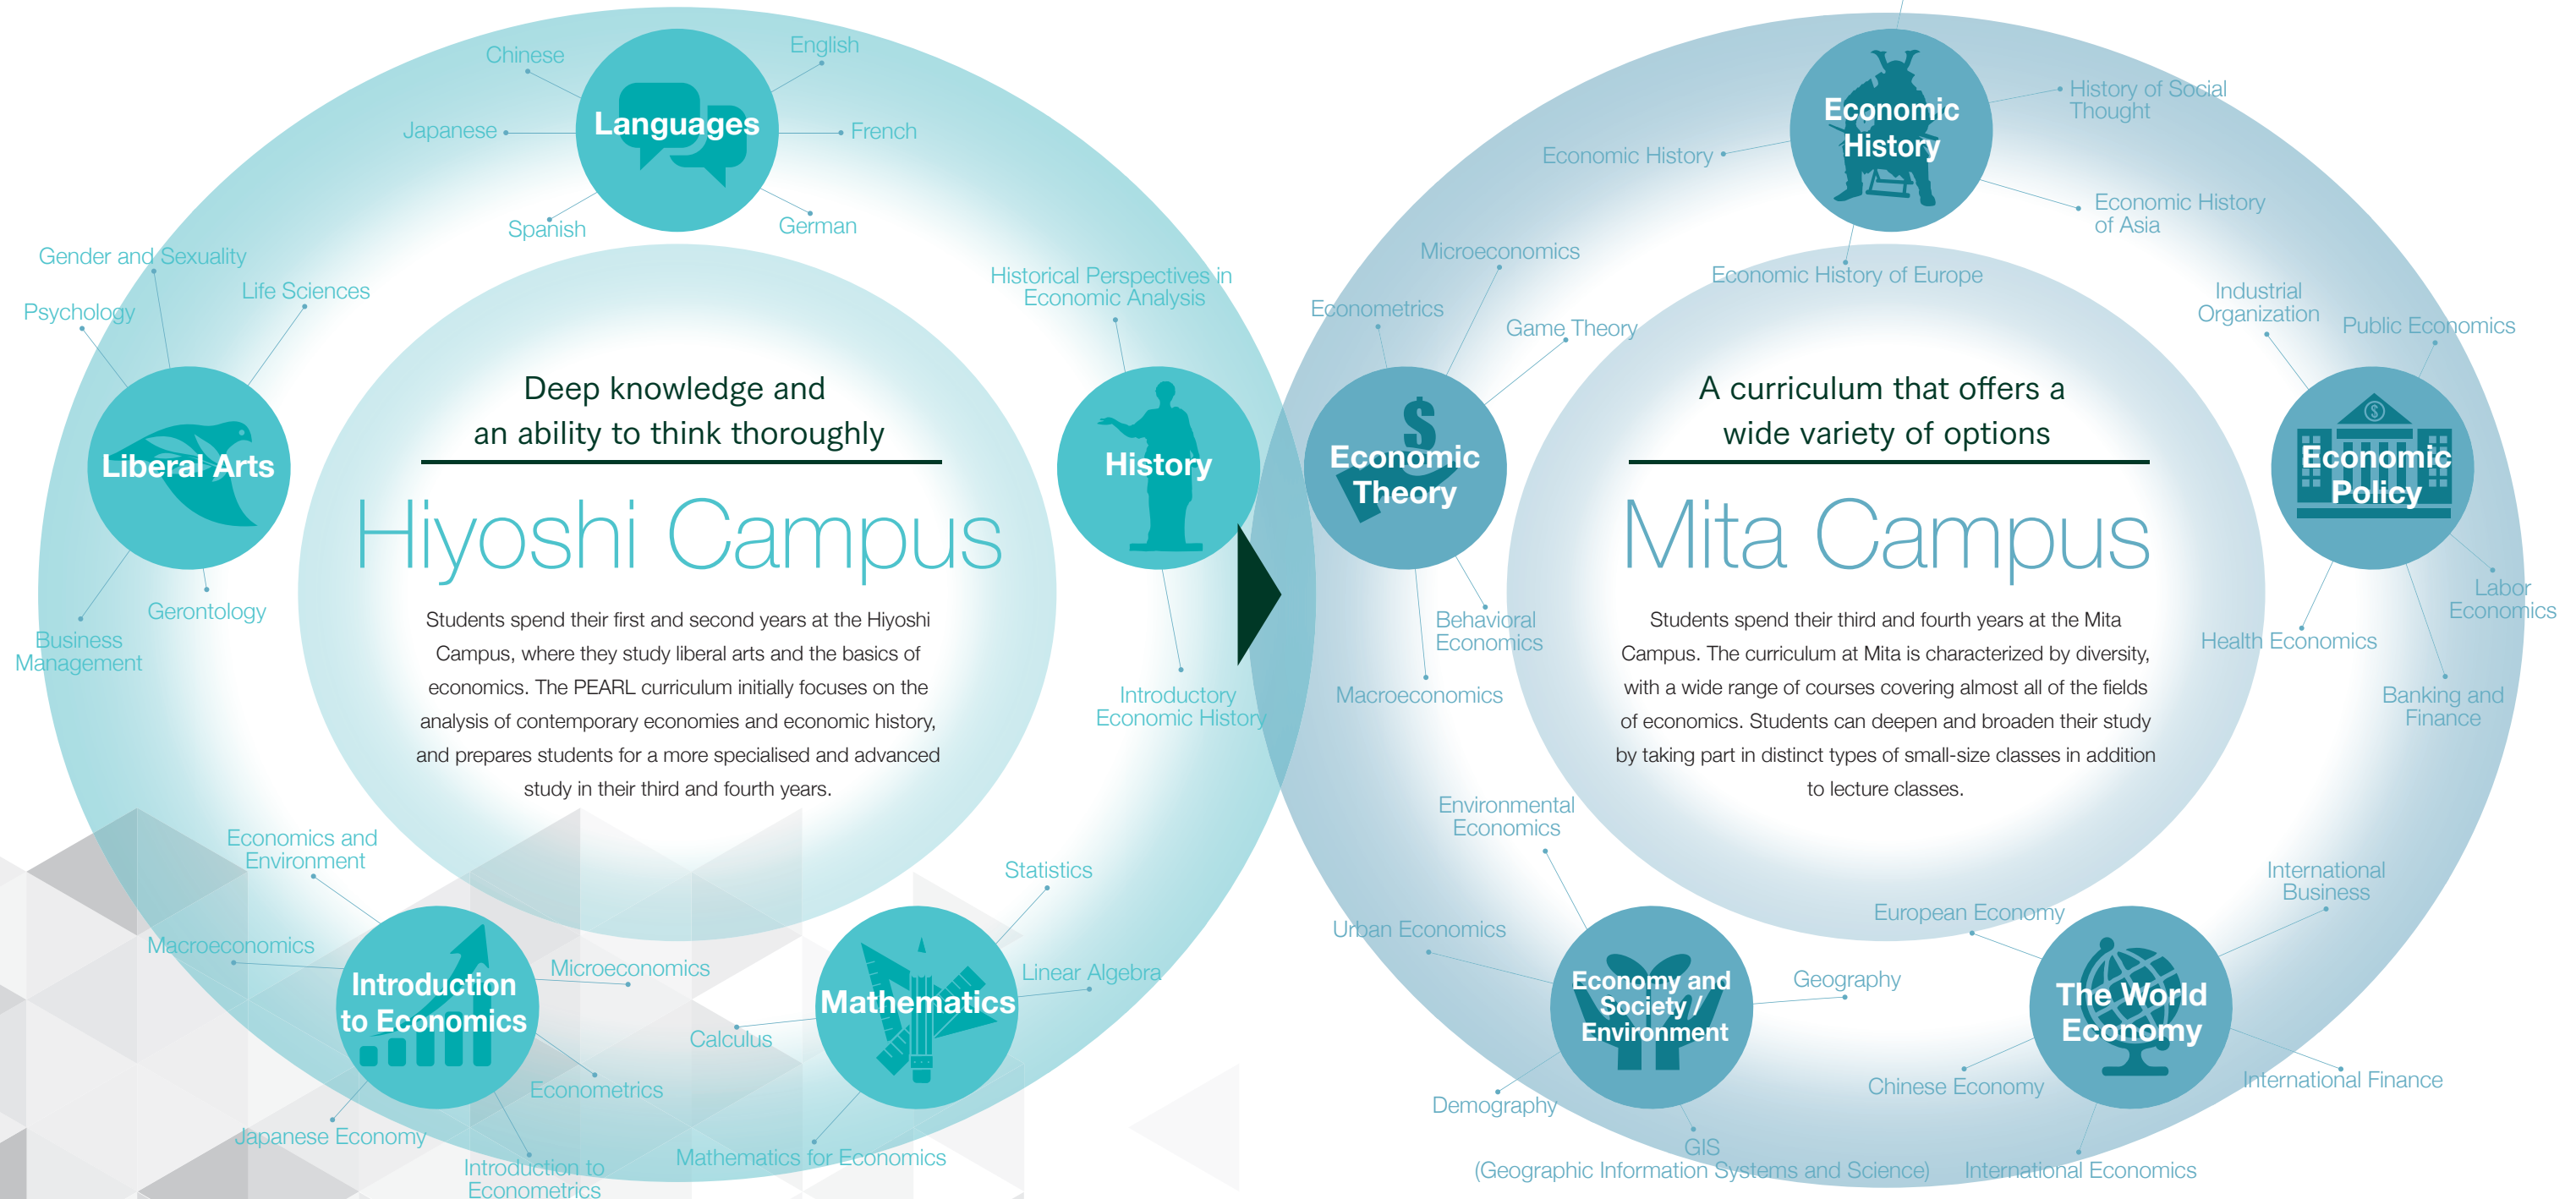 Chinese
English
Japanese
Languages
French
Spanish
German
Gender and Sexuality
Life Sciences
Psychology
Liberal Arts
Gerontology
Business
Management
Historical Perspectives in
Economic Analysis
History
Introductory
Economic History
Deep knowledge and
an ability to think thoroughly
Hiyoshi Campus
Students spend their first and second years at the Hiyoshi
Campus, where they study liberal arts and the basics of
economics. The PEARL curriculum initially focuses on the
analysis of contemporary economies and economic history,
and prepares students for a more specialised and advanced
study in their third and fourth years.
Economics and
Environment
Macroeconomics
Introduction
to Economics
Microeconomics
Econometrics
Japanese Economy
Introduction to
Econometrics
Statistics
Linear Algebra
Mathematics
Calculus
Mathematics for Economics
Economic
History
History of Social
Thought
Economic History
Economic History
of Asia
Economic History of Europe
Microeconomics
Econometrics
Game Theory
$
Economic
Theory
Behavioral
Economics
Macroeconomics
A curriculum that offers a
wide variety of options
Mita Campus
Students spend their third and fourth years at the Mita
Campus. The curriculum at Mita is characterized by diversity,
with a wide range of courses covering almost all of the fields
of economics. Students can deepen and broaden their study
by taking part in distinct types of small-size classes in addition
to lecture classes.
Industrial
Organization
Public Economics
$
Economic
Policy
Labor
Economics
Health Economics
Banking and
Finance
Environmental
Economics
Urban Economics
Economy and
Society /
Environment
Geography
Demography
GIS
(Geographic Information Systems and Science)
European Economy
International
Business
The World
Economy
Chinese Economy
International Finance
International Economics